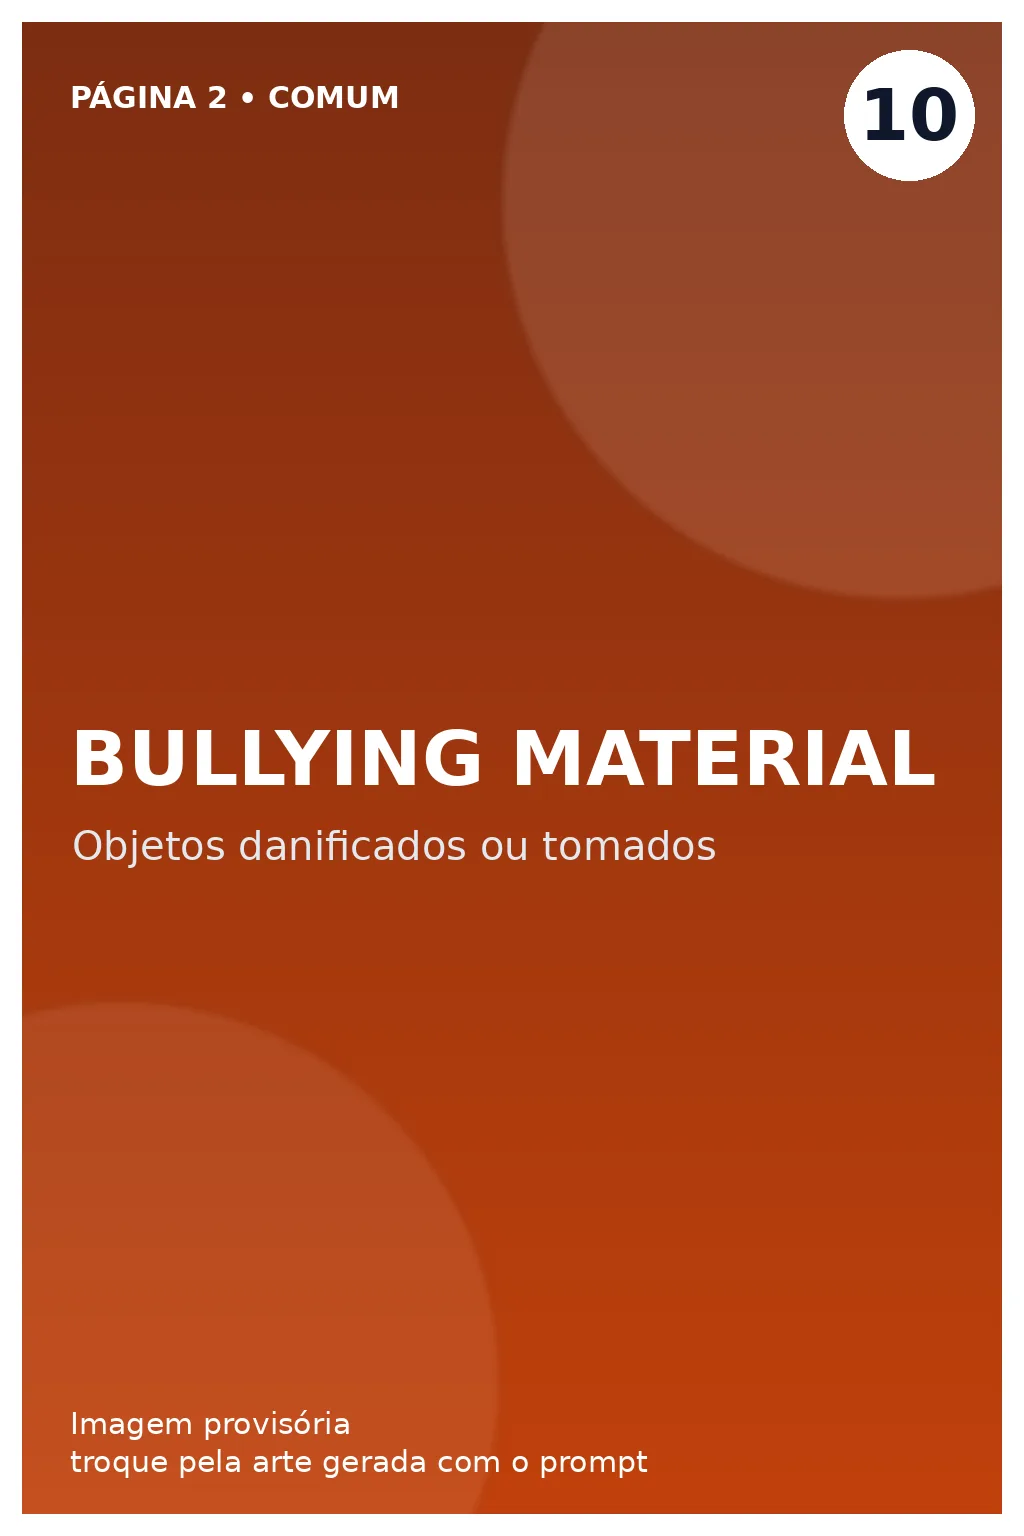 PÁGINA 2 • COMUM
10
BULLYING MATERIAL
Objetos danificados ou tomados
Imagem provisória
troque pela arte gerada com o prompt